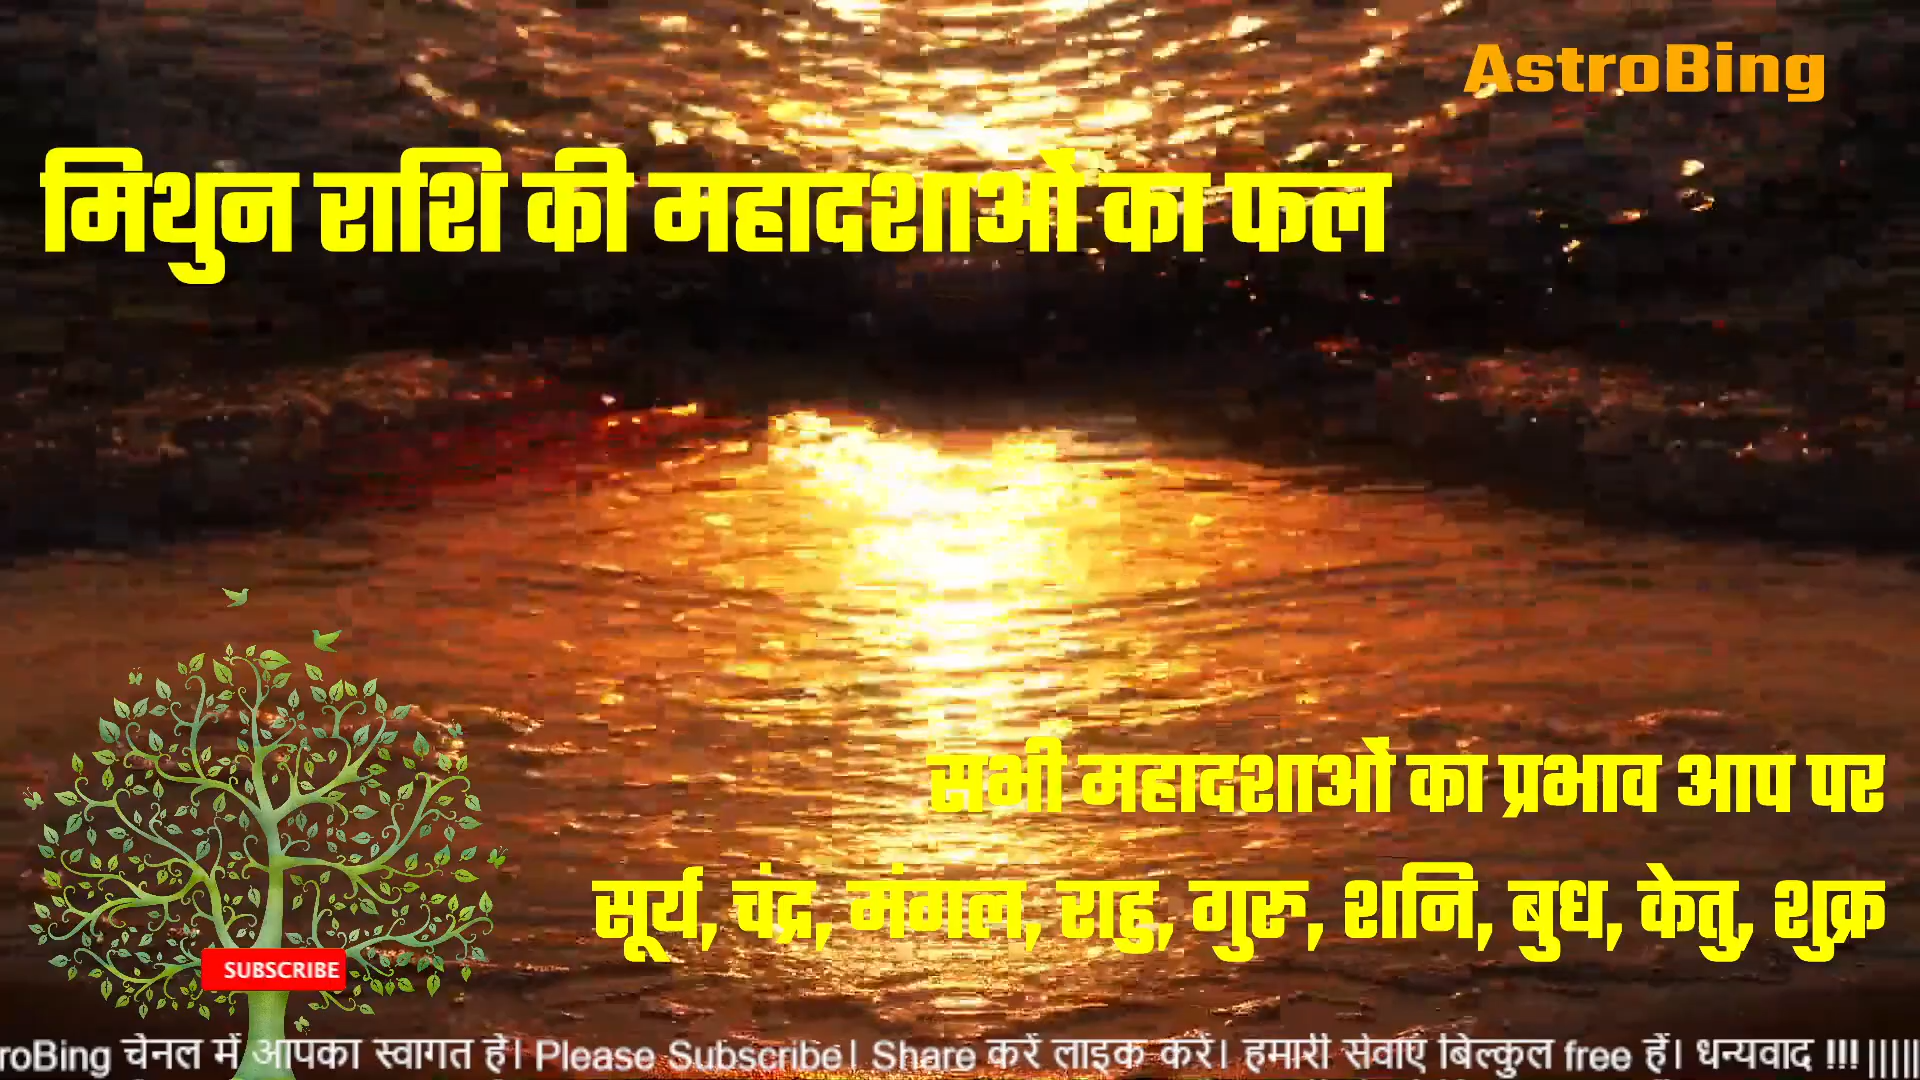 AstroBing
मिथुन राशि की महादशाओं का फल
सभी महादशाओं का प्रभाव आप पर
सूर्य, चंद्र, मंगल, राहु, गुरु, शनि, बुध, केतु, शुक्र
SUBSCRIBE
roBing चेनल में आपका स्वागत हे। Please Subscribe। Share करें लाइक करें। हमारी सेवाएं बिल्कुल free हें। धन्यवाद !!! |||||